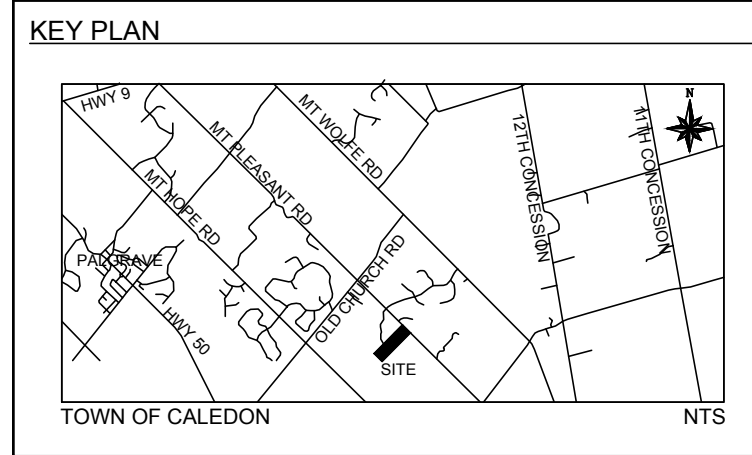 KEY PLAN
HWY 9
MT WOLFE RD
N
MT PLEASANT RD
12TH CONCESSION
11TH CONCESSION
MT HOPE RD
PALGRAVE
OLD CHURCH RD
HWY 50
SITE
TOWN OF CALEDON
NTS